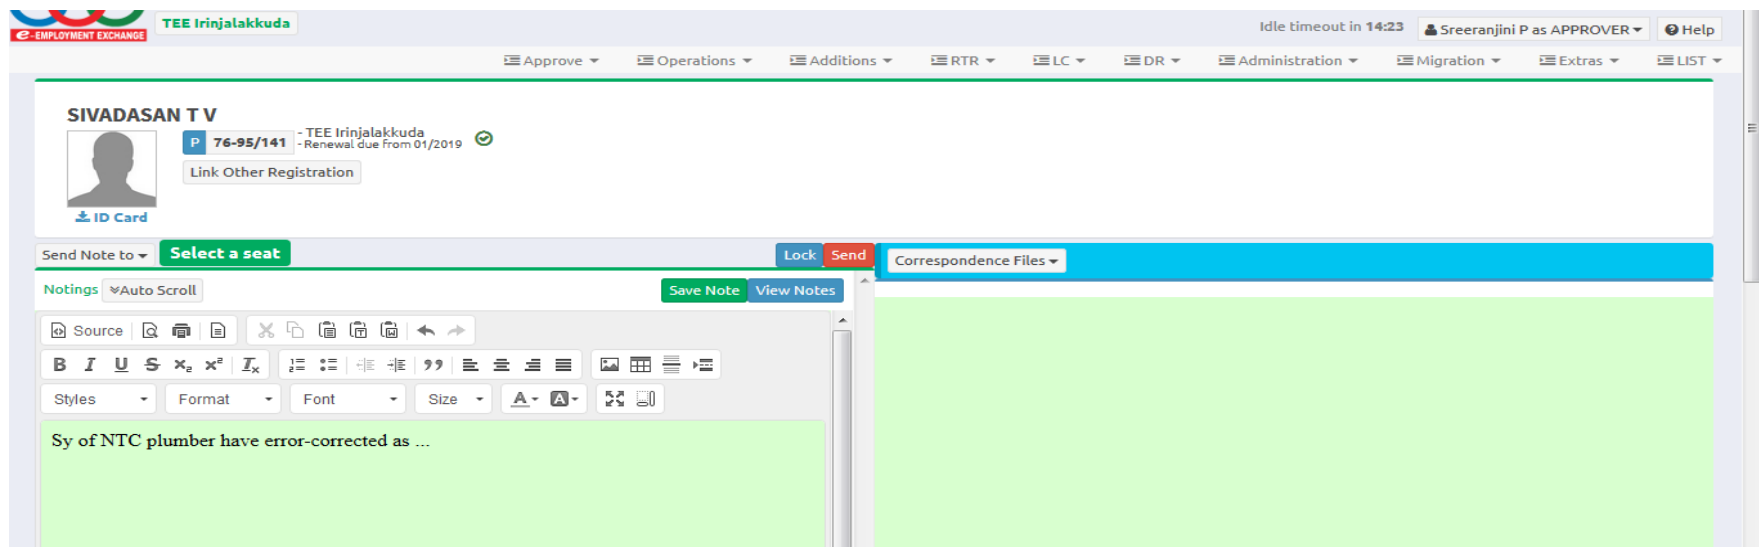 TEE Irinjalakkuda
e-EMPLOYMENT EXCHANGE
Idle timeout in 14:23
Sreeranjini P as APPROVER
Help
Approve
Operations
Additions
RTR
LC
DR
Administration
Migration
Extras
LIST
SIVADASAN T V
P 76-95/141
- TEE Irinjalakkuda
- Renewal due from 01/2019
Link Other Registration
ID Card
Send Note to
Select a seat
Lock
Send
Correspondence Files
Notings
Auto Scroll
Save Note
View Notes
Source
B I U S x₂ x² Iₓ
Styles
Format
Font
Size
A
A
Sy of NTC plumber have error-corrected as ...